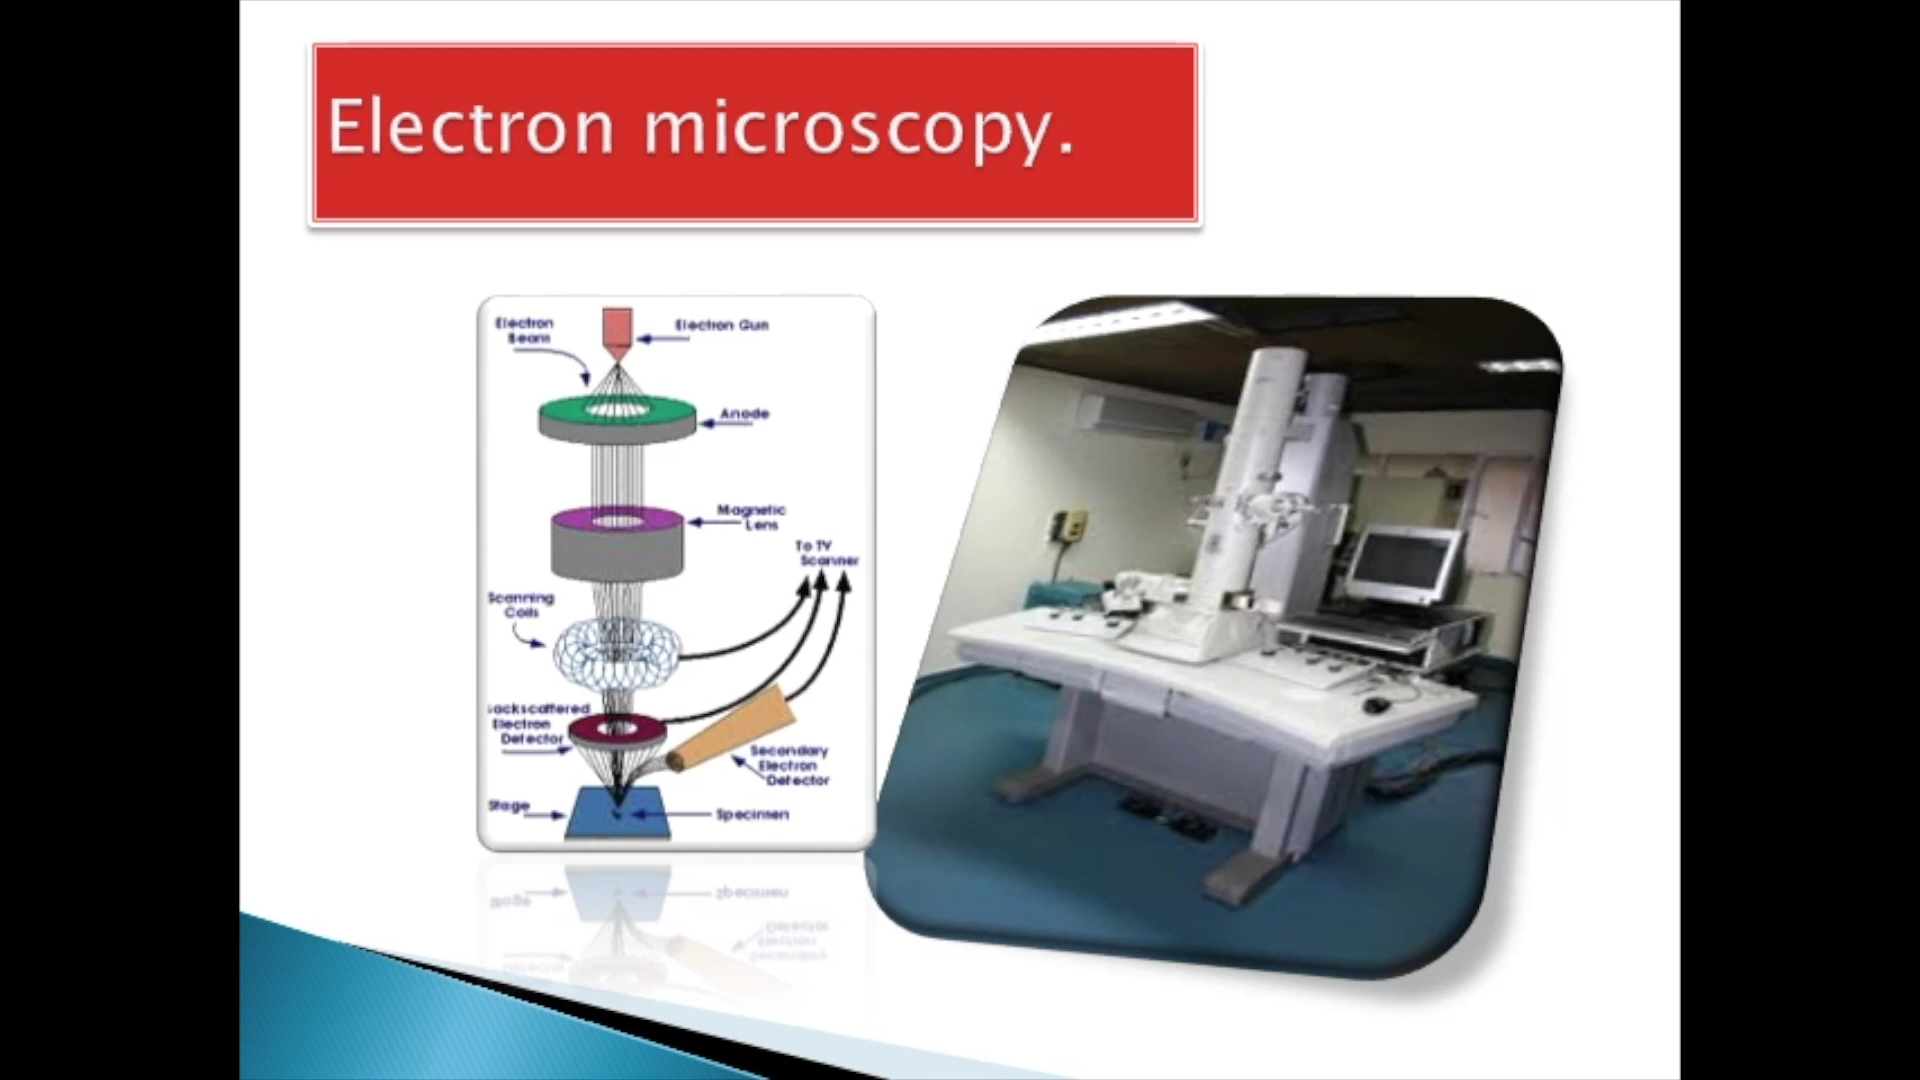 Electron microscopy.
Electron
Beam
Electron Gun
Anode
Magnetic
Lens
To TV
Scanner
Scanning
Coils
Backscattered
Electron
Detector
Secondary
Electron
Detector
Stage
Specimen